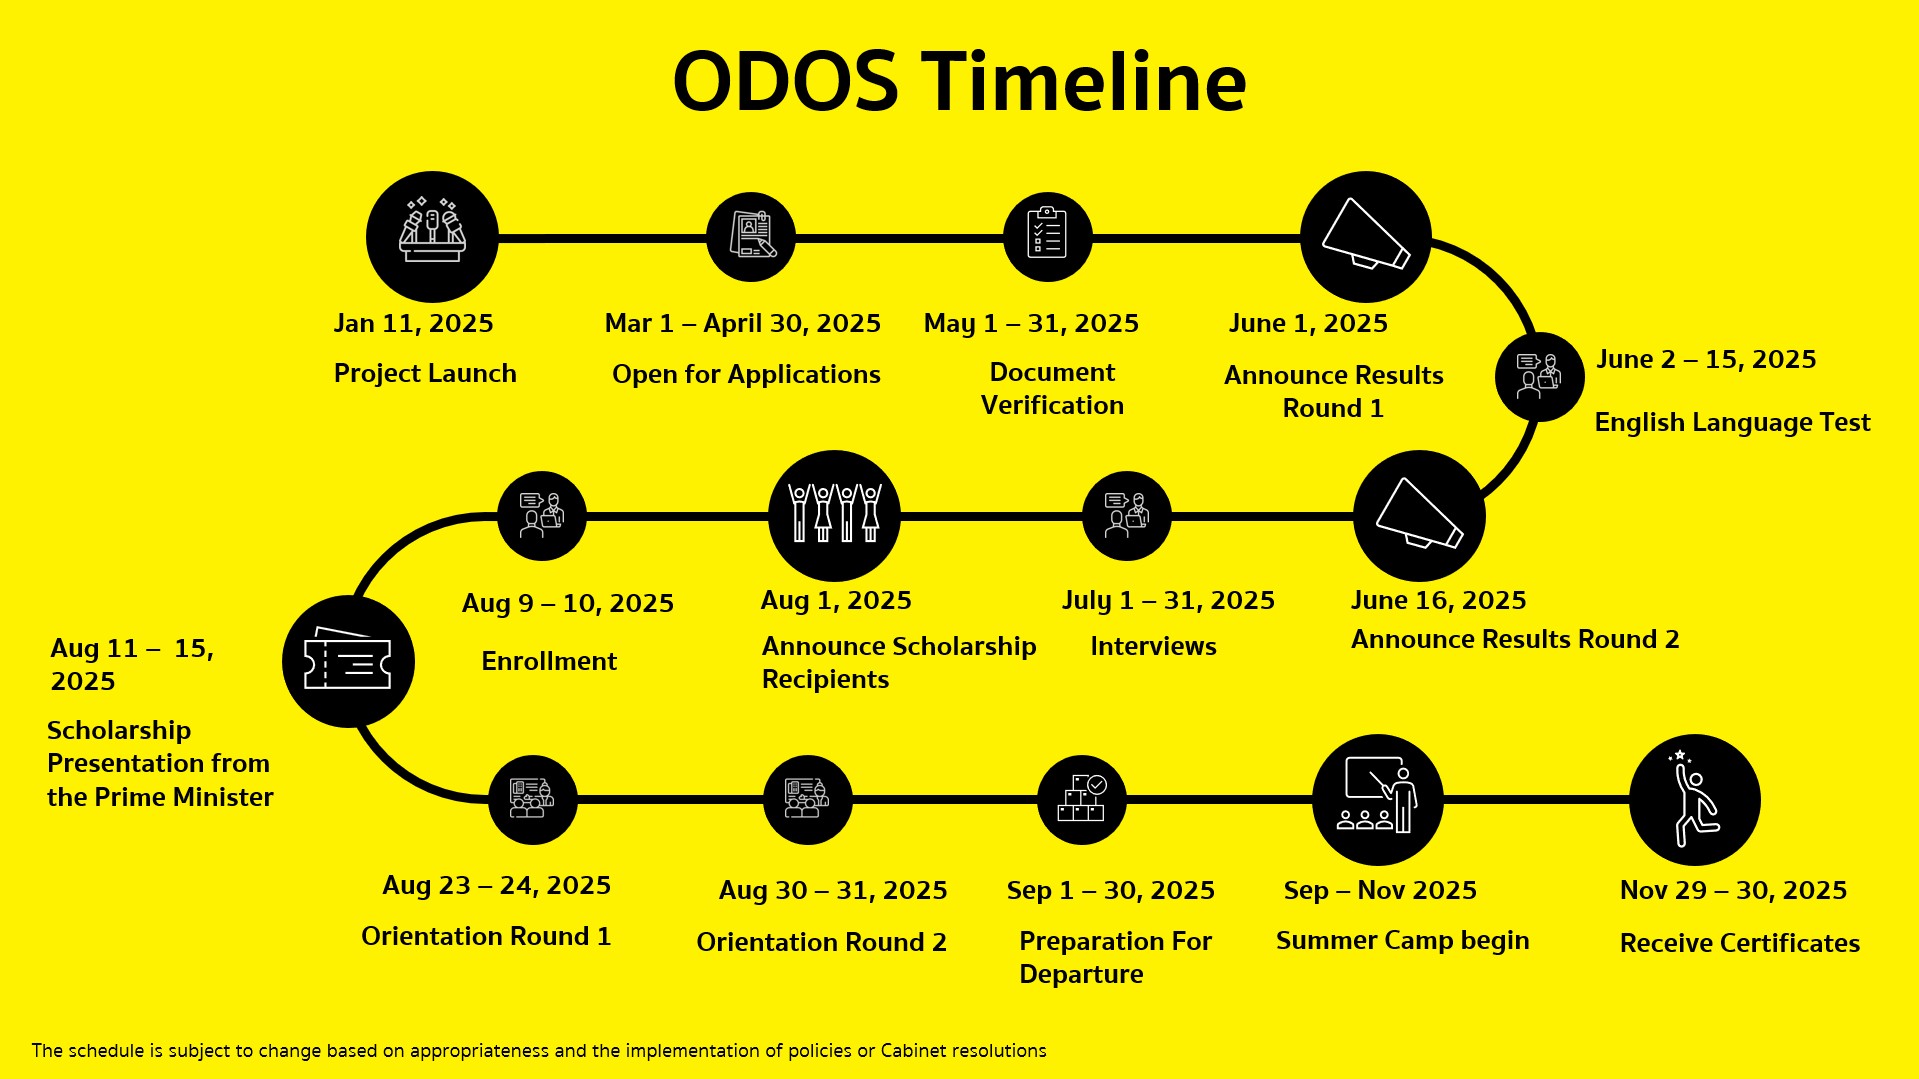 ODOS Timeline
Jan 11, 2025
Project Launch
Mar 1 – April 30, 2025
Open for Applications
May 1 – 31, 2025
Document
Verification
June 1, 2025
Announce Results
Round 1
June 2 – 15, 2025
English Language Test
June 16, 2025
Announce Results Round 2
July 1 – 31, 2025
Interviews
Aug 1, 2025
Announce Scholarship
Recipients
Aug 9 – 10, 2025
Enrollment
Aug 11 – 15,
2025
Scholarship
Presentation from
the Prime Minister
Aug 23 – 24, 2025
Orientation Round 1
Aug 30 – 31, 2025
Orientation Round 2
Sep 1 – 30, 2025
Preparation For
Departure
Sep – Nov 2025
Summer Camp begin
Nov 29 – 30, 2025
Receive Certificates
The schedule is subject to change based on appropriateness and the implementation of policies or Cabinet resolutions